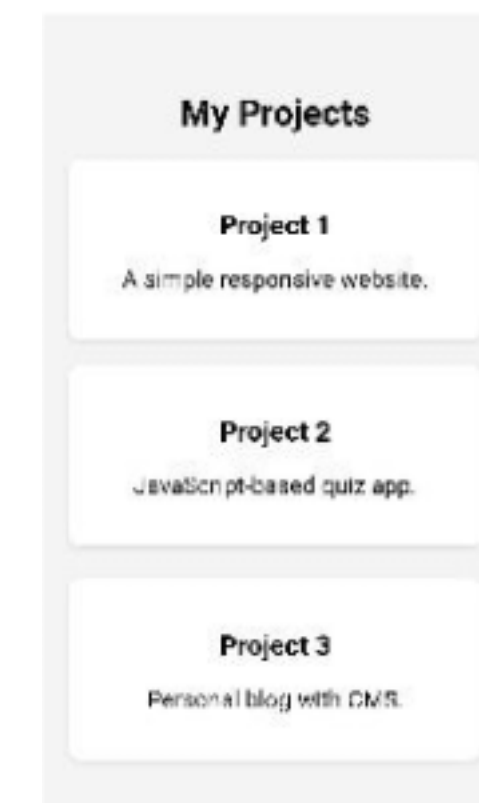 My Projects
Project 1
A simple responsive website.
Project 2
JavaScript-based quiz app.
Project 3
Personal blog with CMS.